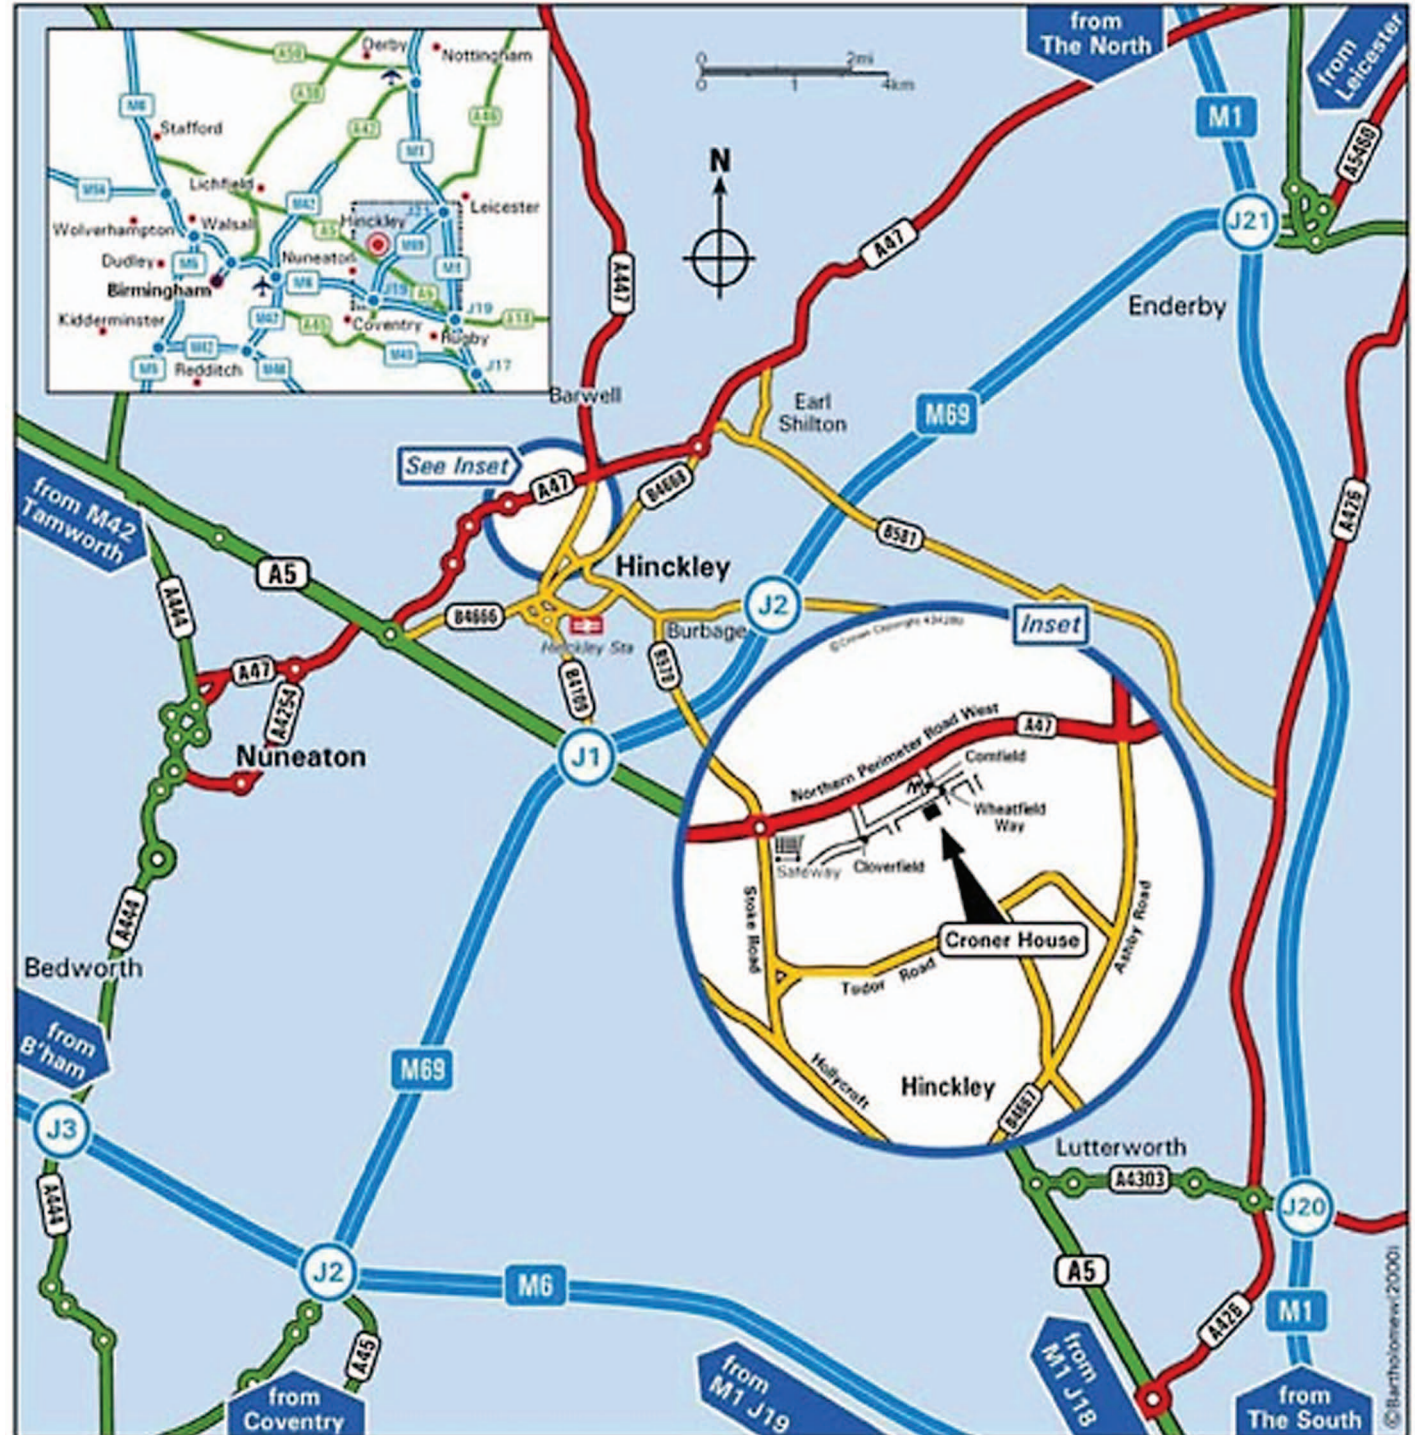 from
The North
from
Leicester
M1
J21
A5460
0
2mi
0
1
4km
N
Derby
Nottingham
A50
M6
A38
A42
A46
Stafford
M1
Lichfield
M54
M42
J21
Leicester
Hinckley
Wolverhampton
Walsall
A5
M69
Dudley
M5
Nuneaton
M6
M1
Birmingham
J19
A5
J19
Kidderminster
M42
A45
Coventry
A14
Rugby
M42
M40
M5
Redditch
M40
J17
A447
A47
Enderby
Barwell
Earl
Shilton
M69
See Inset
A47
B4668
A426
from M42
Tamworth
B581
A5
Hinckley
A444
J2
B4666
Burbage
Inset
Hinckley Sta
B4109
A47
A4254
Nuneaton
J1
Northern Perimeter Road West
A47
Cornfield
Wheatfield
Way
Safeway
Cloverfield
Stoke Road
Croner House
Ashby Road
Tudor Road
Hollycroft
Hinckley
B4667
A444
Bedworth
from
B'ham
M69
J3
A444
Lutterworth
A4303
J20
J2
M6
A5
M1
A426
A45
from
Coventry
from
M1 J19
from
M1 J18
from
The South